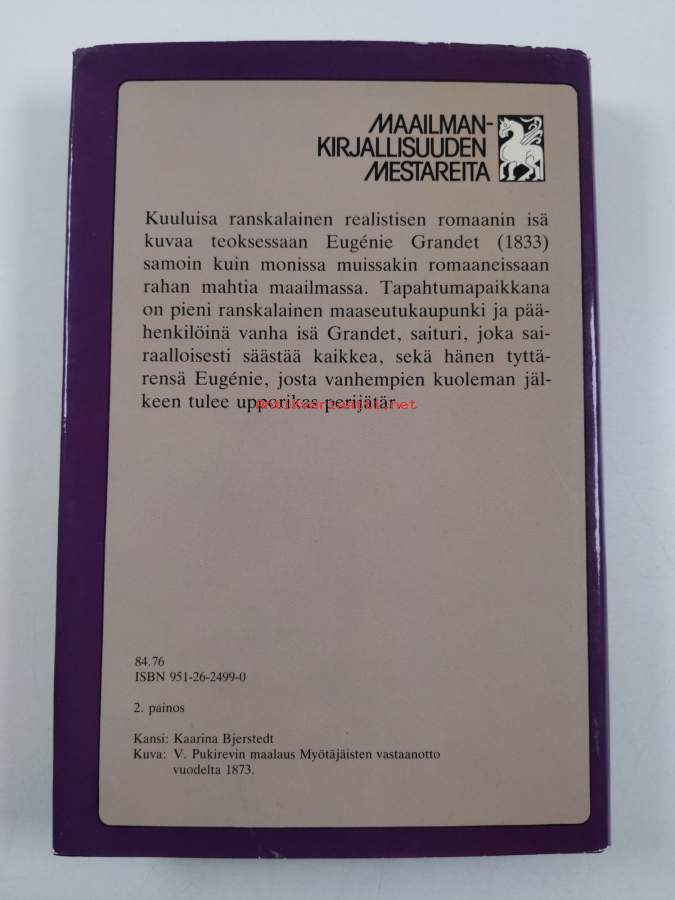 MAAILMAN-
KIRJALLISUUDEN
MESTAREITA
Kuuluisa ranskalainen realistisen romaanin isä
kuvaa teoksessaan Eugénie Grandet (1833)
samoin kuin monissa muissakin romaaneissaan
rahan mahtia maailmassa. Tapahtumapaikkana
on pieni ranskalainen maaseutukaupunki ja pää-
henkilöinä vanha isä Grandet, saituri, joka sai-
raalloisesti säästää kaikkea, sekä hänen tyttä-
rensä Eugénie, josta vanhempien kuoleman jäl-
keen tulee upporikas perijätär.
antikvariaatti.net
84.76
ISBN 951-26-2499-0
2. painos
Kansi: Kaarina Bjerstedt
Kuva: V. Pukirevin maalaus Myötäjäisten vastaanotto
vuodelta 1873.